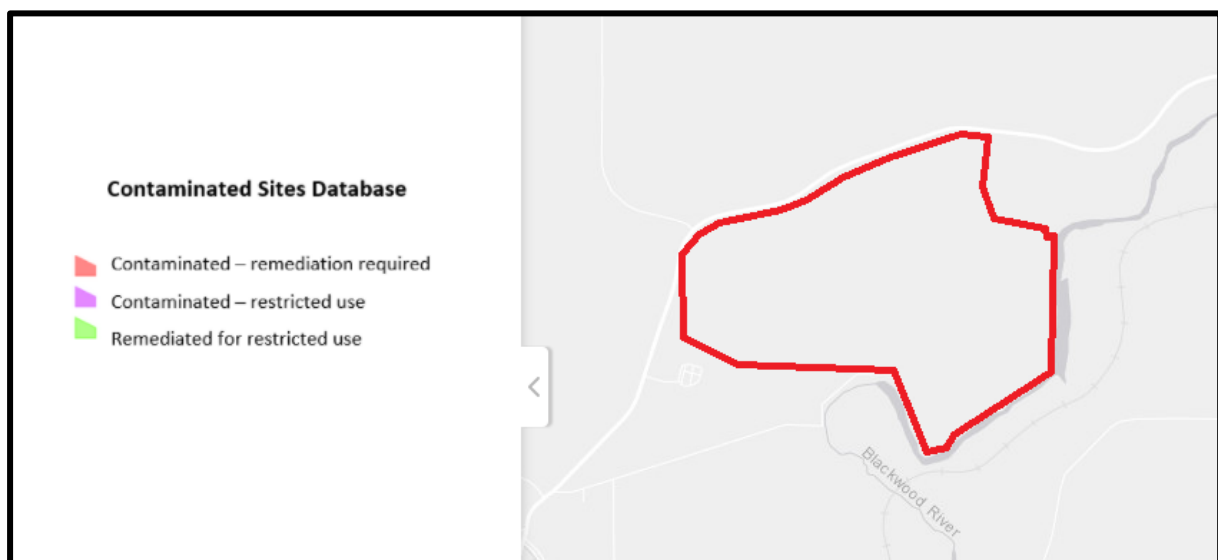 Contaminated Sites Database
Contaminated – remediation required
Contaminated – restricted use
Remediated for restricted use
Blackwood River